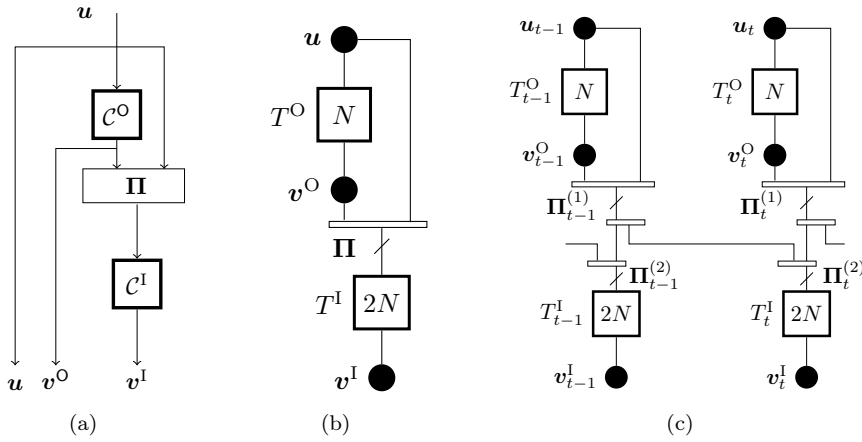 u
C^O
Π
C^I
u v^O v^I
(a)
u
T^O N
v^O
Π
T^I 2N
v^I
(b)
u_{t−1} u_t
T^O_{t−1} N T^O_t N
v^O_{t−1} v^O_t
Π^{(1)}_{t−1} Π^{(1)}_t
Π^{(2)}_{t−1} Π^{(2)}_t
T^I_{t−1} 2N T^I_t 2N
v^I_{t−1} v^I_t
(c)